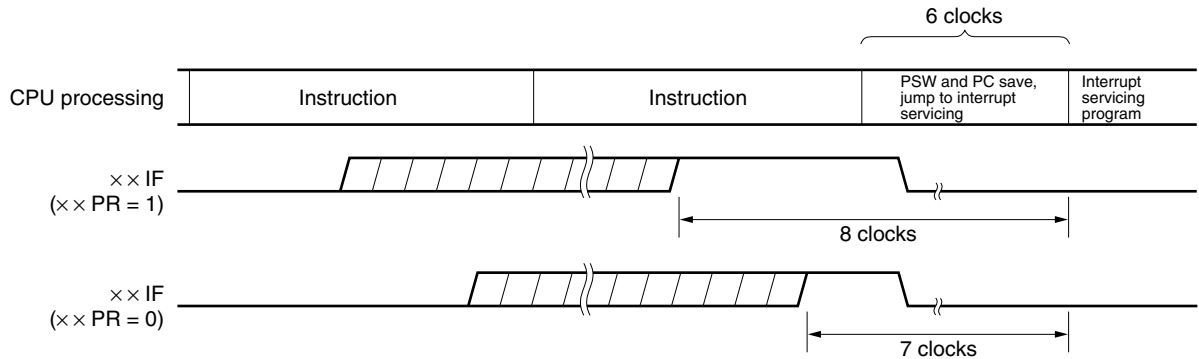 6 clocks
CPU processing
Instruction
Instruction
PSW and PC save,
jump to interrupt
servicing
Interrupt
servicing
program
×× IF
(×× PR = 1)
8 clocks
×× IF
(×× PR = 0)
7 clocks